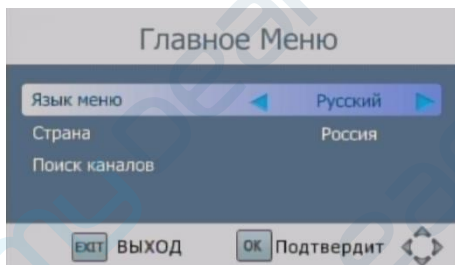 Главное Меню
Язык меню Русский
Страна Россия
Поиск каналов
EXIT ВЫХОД OK Подтвердит